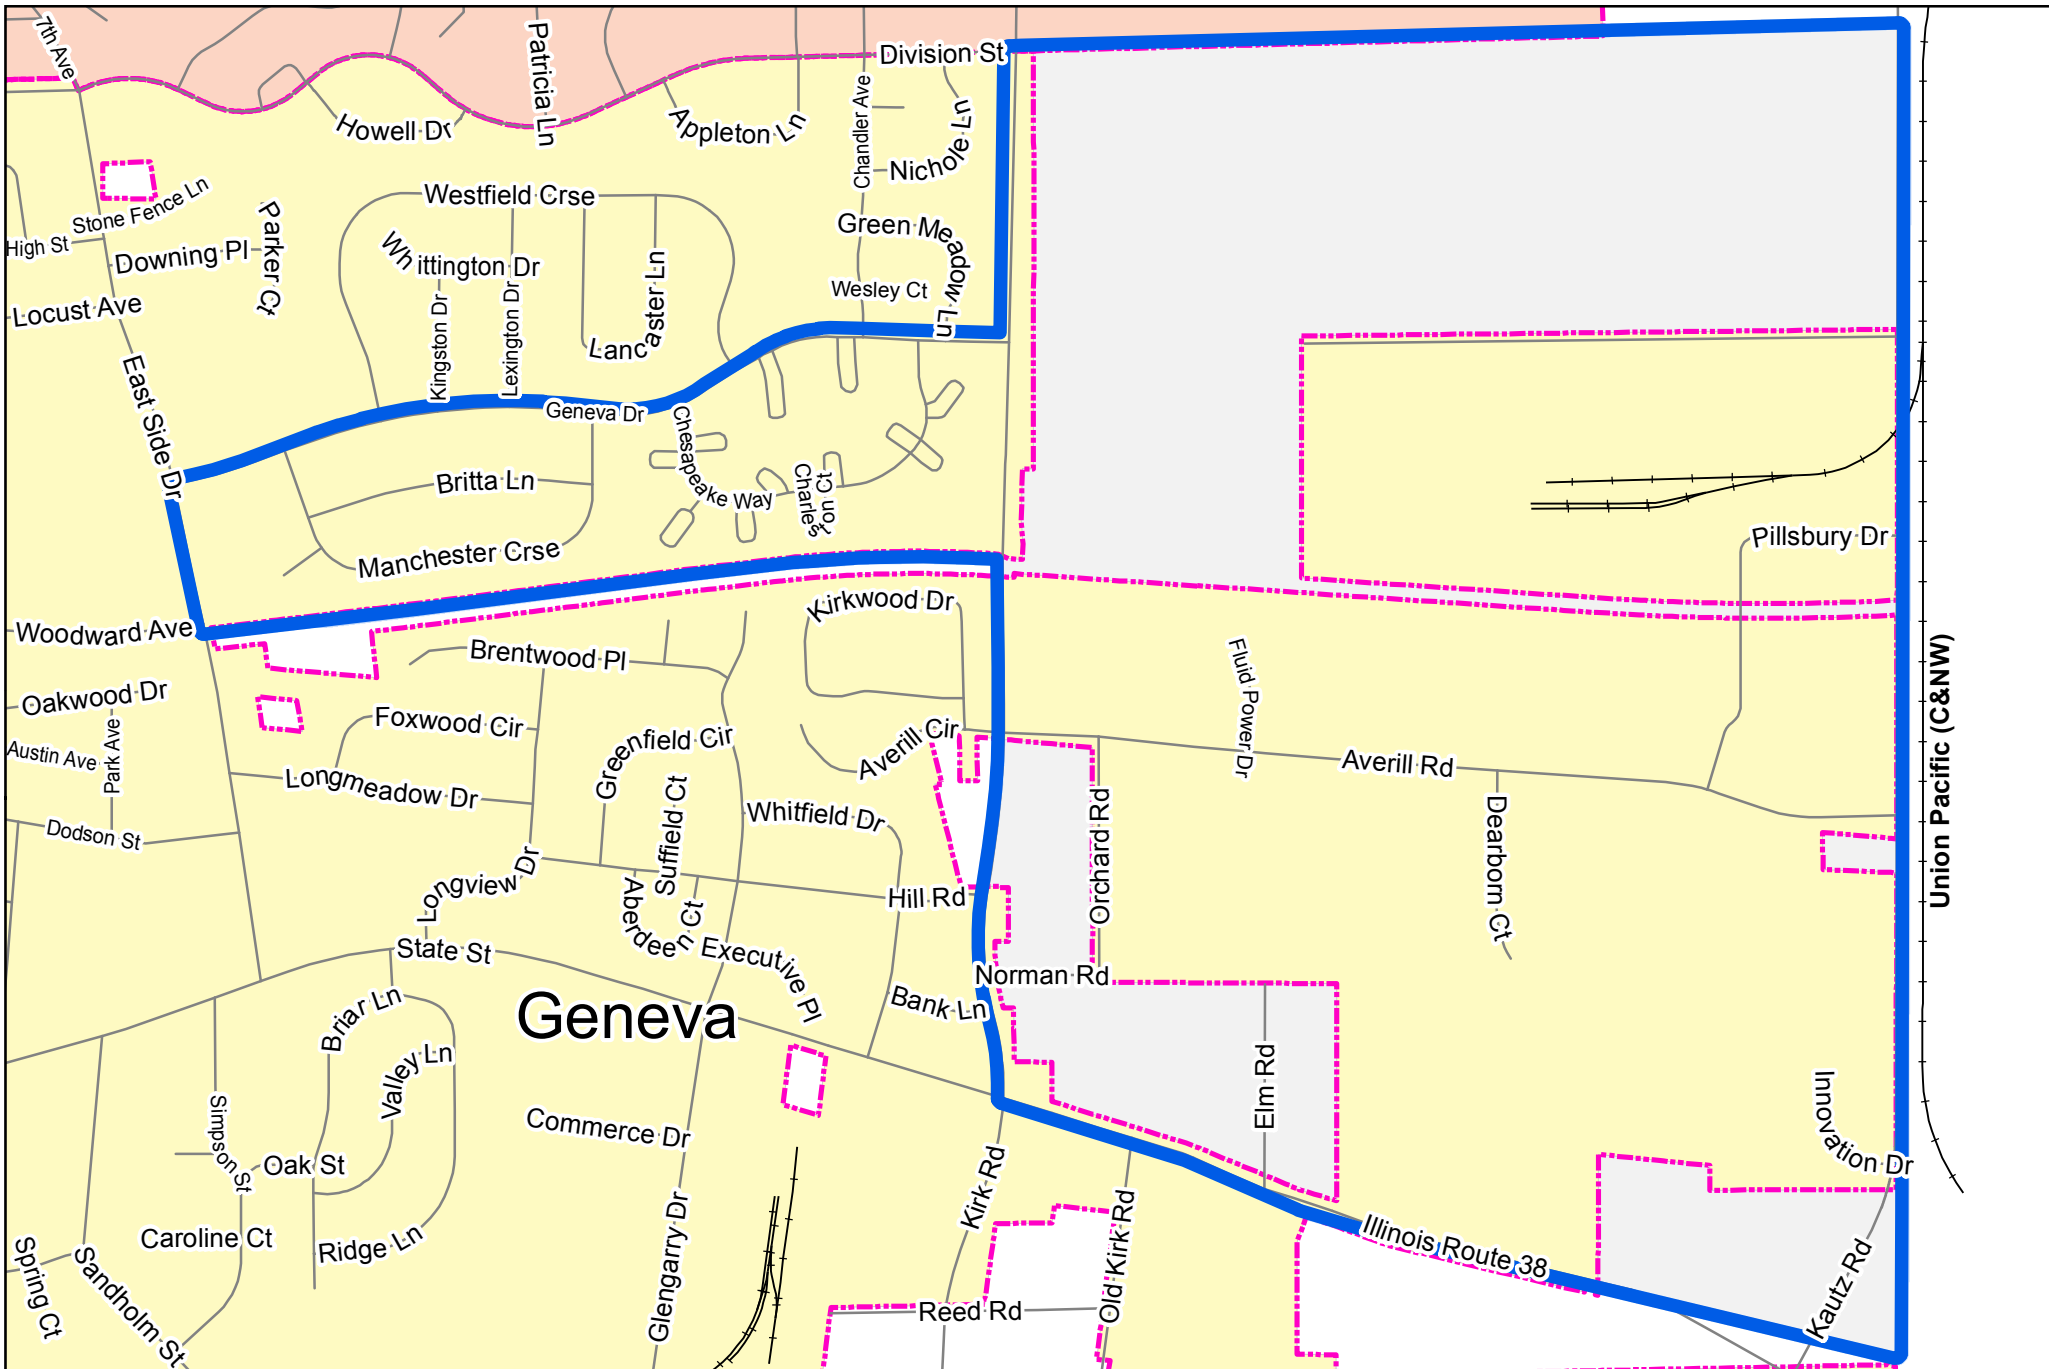 7th Ave
Patricia Ln
Division St
Howell Dr
Appleton Ln
Chandler Ave
Nichole Ln
Stone Fence Ln
Westfield Crse
Parker Ct
High St
Downing Pl
Whittington Dr
Green Meadow Ln
Wesley Ct
Locust Ave
Kingston Dr
Lexington Dr
Lancaster Ln
East Side Dr
Geneva Dr
Chesapeake Way
Britta Ln
Charleston Ct
Manchester Crse
Pillsbury Dr
Woodward Ave
Kirkwood Dr
Brentwood Pl
Fluid Power Dr
Union Pacific (C&NW)
Oakwood Dr
Park Ave
Austin Ave
Foxwood Cir
Greenfield Cir
Averill Cir
Averill Rd
Longmeadow Dr
Suffield Ct
Whitfield Dr
Orchard Rd
Dearborn Ct
Dodson St
Longview Dr
Aberdeen Ct
Hill Rd
State St
Executive Pl
Norman Rd
Briar Ln
Geneva
Bank Ln
Valley Ln
Elm Rd
Innovation Dr
Simpson St
Commerce Dr
Oak St
Kirk Rd
Caroline Ct
Ridge Ln
Glengarry Dr
Old Kirk Rd
Illinois Route 38
Kautz Rd
Spring Ct
Sandholm St
Reed Rd